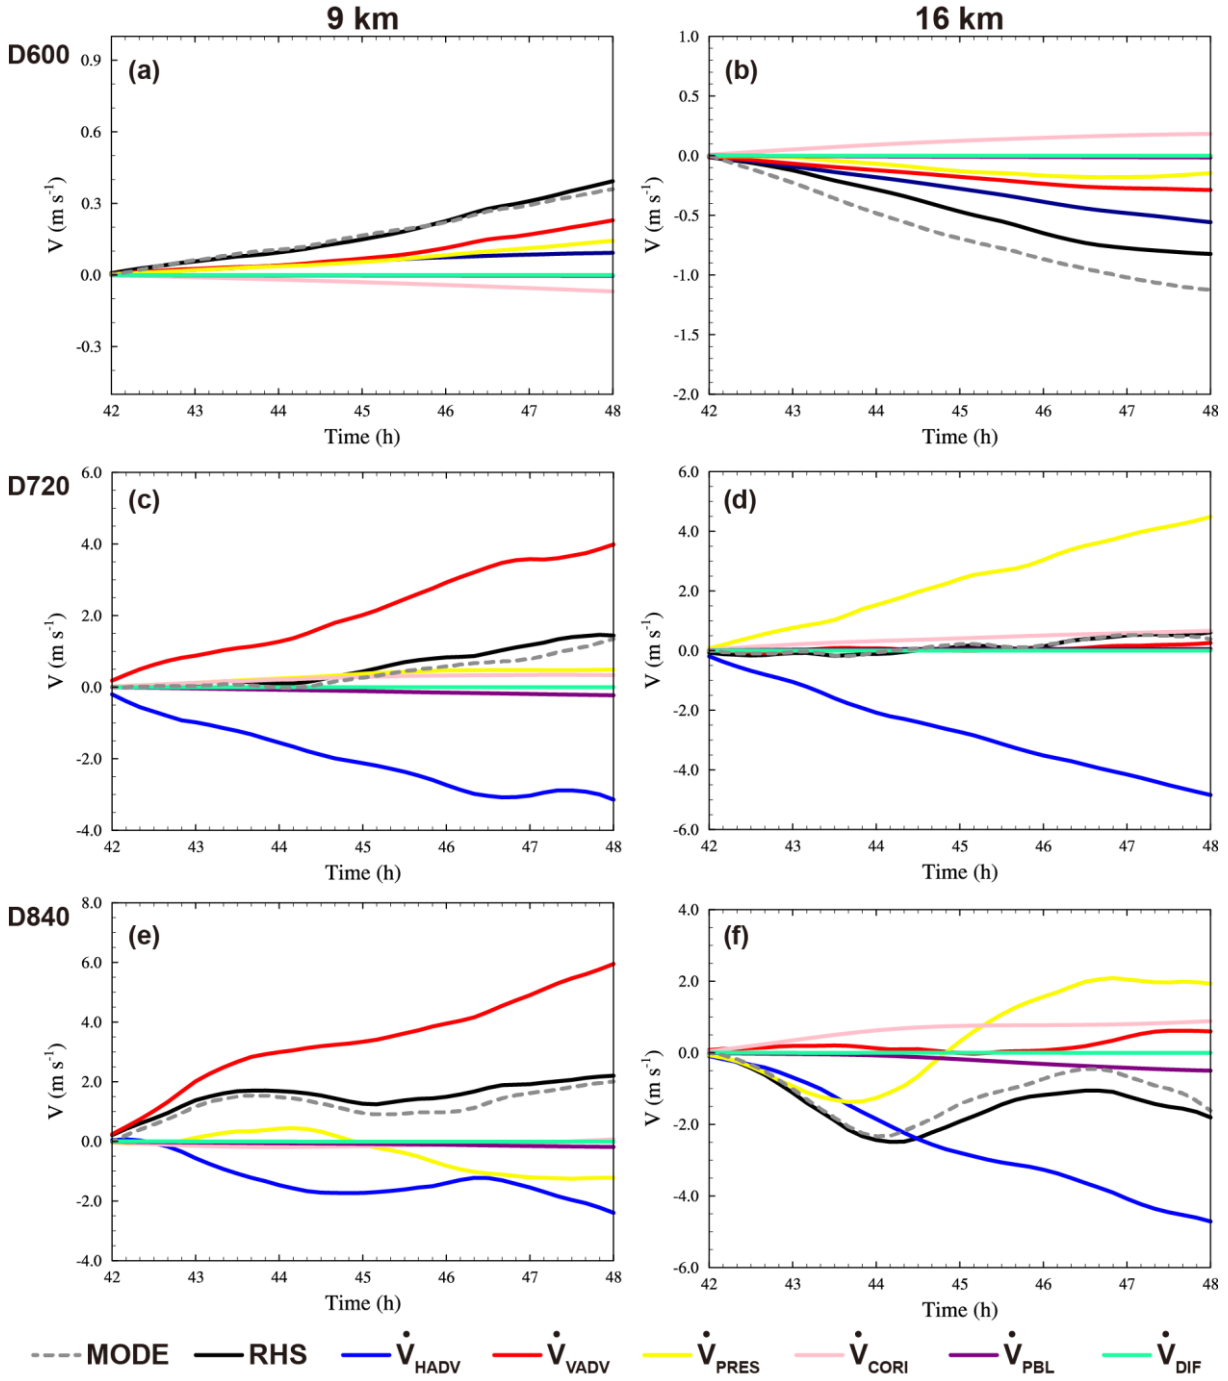 9 km 16 km
D600
(a) (b)
V (m s⁻¹) V (m s⁻¹)
0.9 0.6 0.3 0.0 -0.3
1.0 0.5 0.0 -0.5 -1.0 -1.5 -2.0
42 43 44 45 46 47 48 42 43 44 45 46 47 48
Time (h) Time (h)
D720
(c) (d)
V (m s⁻¹) V (m s⁻¹)
6.0 4.0 2.0 0.0 -2.0 -4.0
6.0 4.0 2.0 0.0 -2.0 -4.0 -6.0
42 43 44 45 46 47 48 42 43 44 45 46 47 48
Time (h) Time (h)
D840
(e) (f)
V (m s⁻¹) V (m s⁻¹)
8.0 6.0 4.0 2.0 0.0 -2.0 -4.0
4.0 2.0 0.0 -2.0 -4.0 -6.0
42 43 44 45 46 47 48 42 43 44 45 46 47 48
Time (h) Time (h)
MODE RHS V̇HADV V̇VADV V̇PRES V̇CORI V̇PBL V̇DIF